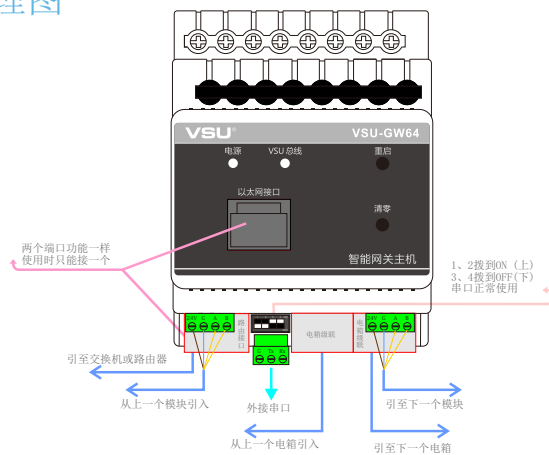 理图
VSU®
VSU-GW64
电源
VSU总线
重启
以太网接口
清零
智能网关主机
两个端口功能一样
使用时只能接一个
1、2拨到ON (上)
3、4拨到OFF(下)
串口正常使用
24V G A B
路由接口
电箱级联
电箱级联
24V G A B
G Tx Rx
引至交换机或路由器
从上一个模块引入
外接串口
引至下一个模块
从上一个电箱引入
引至下一个电箱